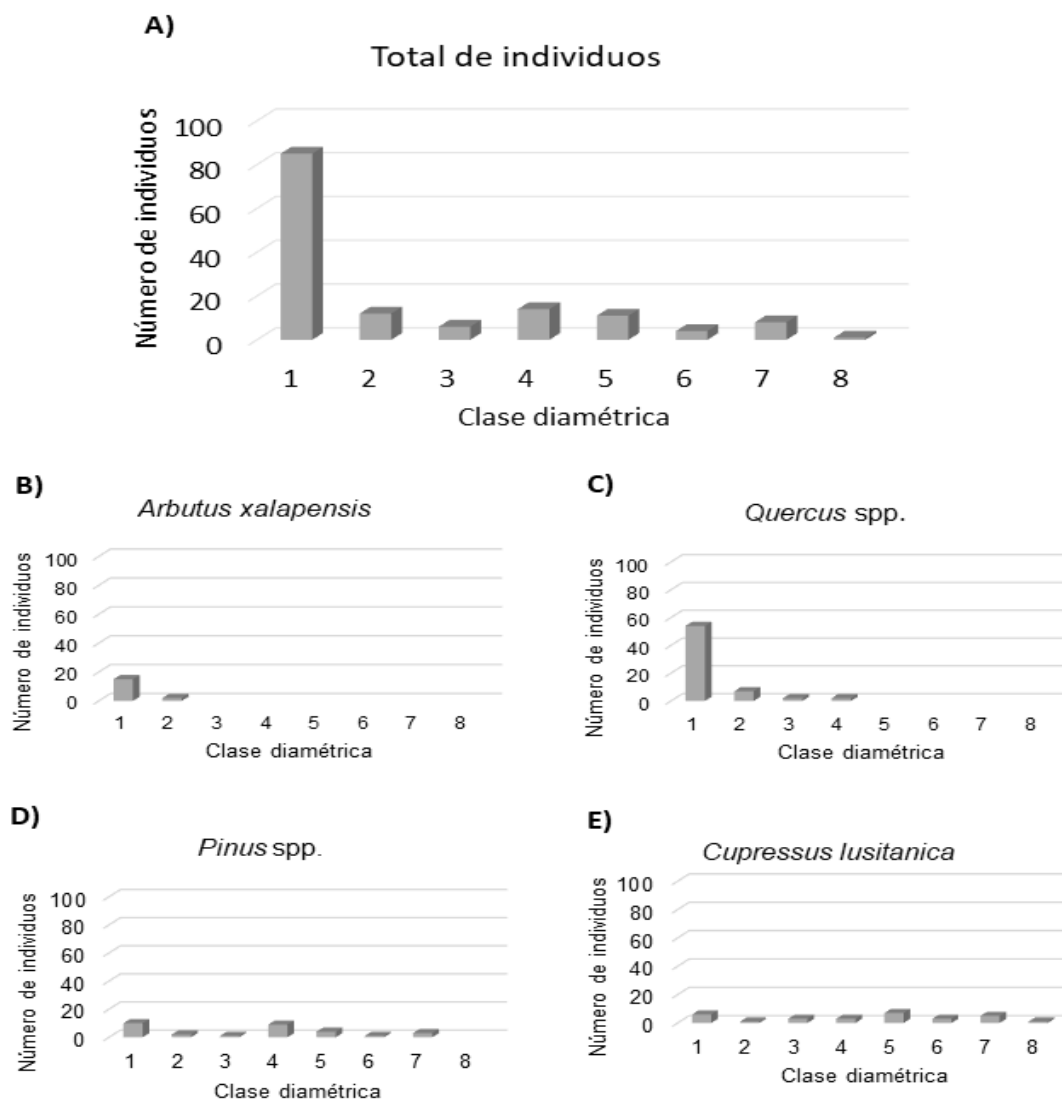 A)
Total de individuos
Número de individuos
100
80
60
40
20
0
1 2 3 4 5 6 7 8
Clase diamétrica
B)
Arbutus xalapensis
Número de individuos
100
80
60
40
20
0
1 2 3 4 5 6 7 8
Clase diamétrica
C)
Quercus spp.
Número de individuos
100
80
60
40
20
0
1 2 3 4 5 6 7 8
Clase diamétrica
D)
Pinus spp.
Número de individuos
100
80
60
40
20
0
1 2 3 4 5 6 7 8
Clase diamétrica
E)
Cupressus lusitanica
Número de individuos
100
80
60
40
20
0
1 2 3 4 5 6 7 8
Clase diamétrica